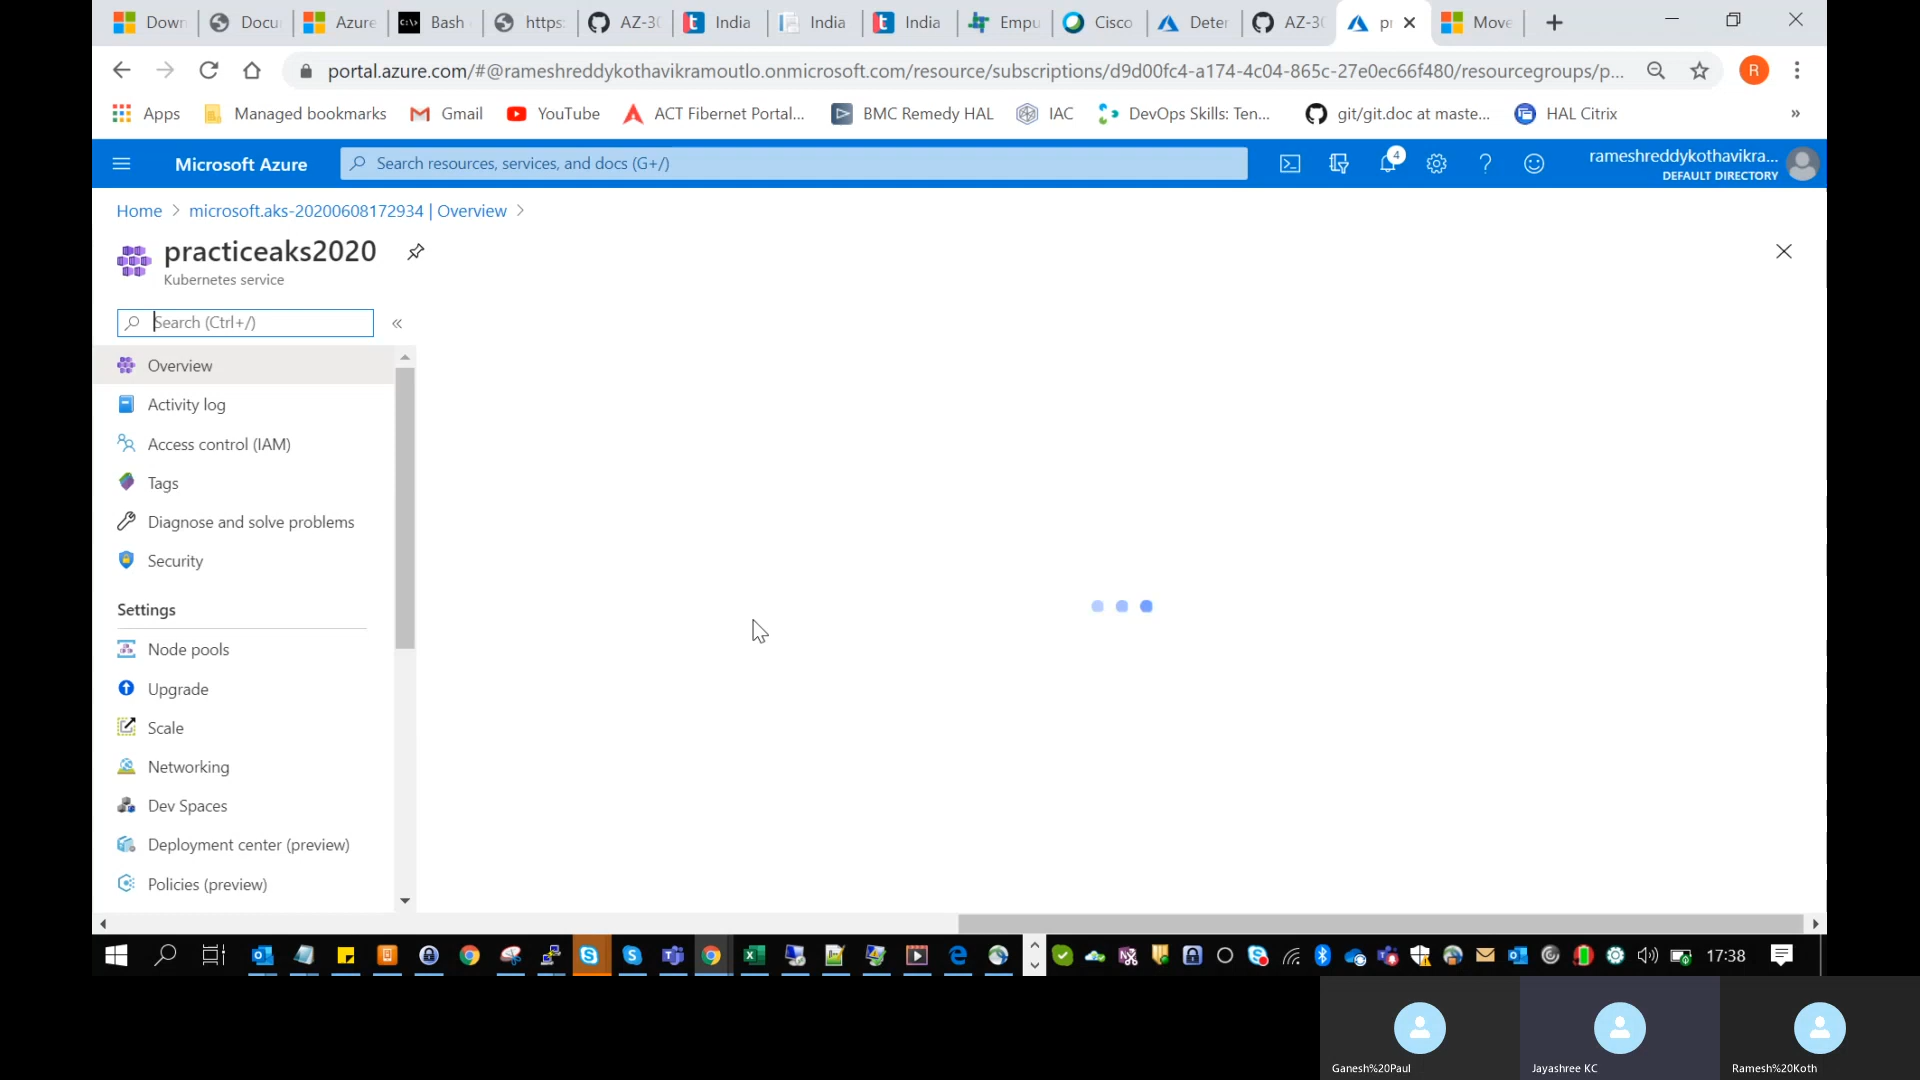 Down
Docu
Azure
Bash
https:
AZ-30
India
India
India
Empu
Cisco
Deter
AZ-30
pr
Move
portal.azure.com/#@rameshreddykothavikramoutlo.onmicrosoft.com/resource/subscriptions/d9d00fc4-a174-4c04-865c-27e0ec66f480/resourcegroups/p...
R
Apps
Managed bookmarks
Gmail
YouTube
ACT Fibernet Portal...
BMC Remedy HAL
IAC
DevOps Skills: Ten...
git/git.doc at maste...
HAL Citrix
»
Microsoft Azure
Search resources, services, and docs (G+/)
4
rameshreddykothavikra...
DEFAULT DIRECTORY
Home > microsoft.aks-20200608172934 | Overview >
practiceaks2020
Kubernetes service
Search (Ctrl+/)
«
Overview
Activity log
Access control (IAM)
Tags
Diagnose and solve problems
Security
Settings
Node pools
Upgrade
Scale
Networking
Dev Spaces
Deployment center (preview)
Policies (preview)
17:38
Ganesh%20Paul
Jayashree KC
Ramesh%20Koth